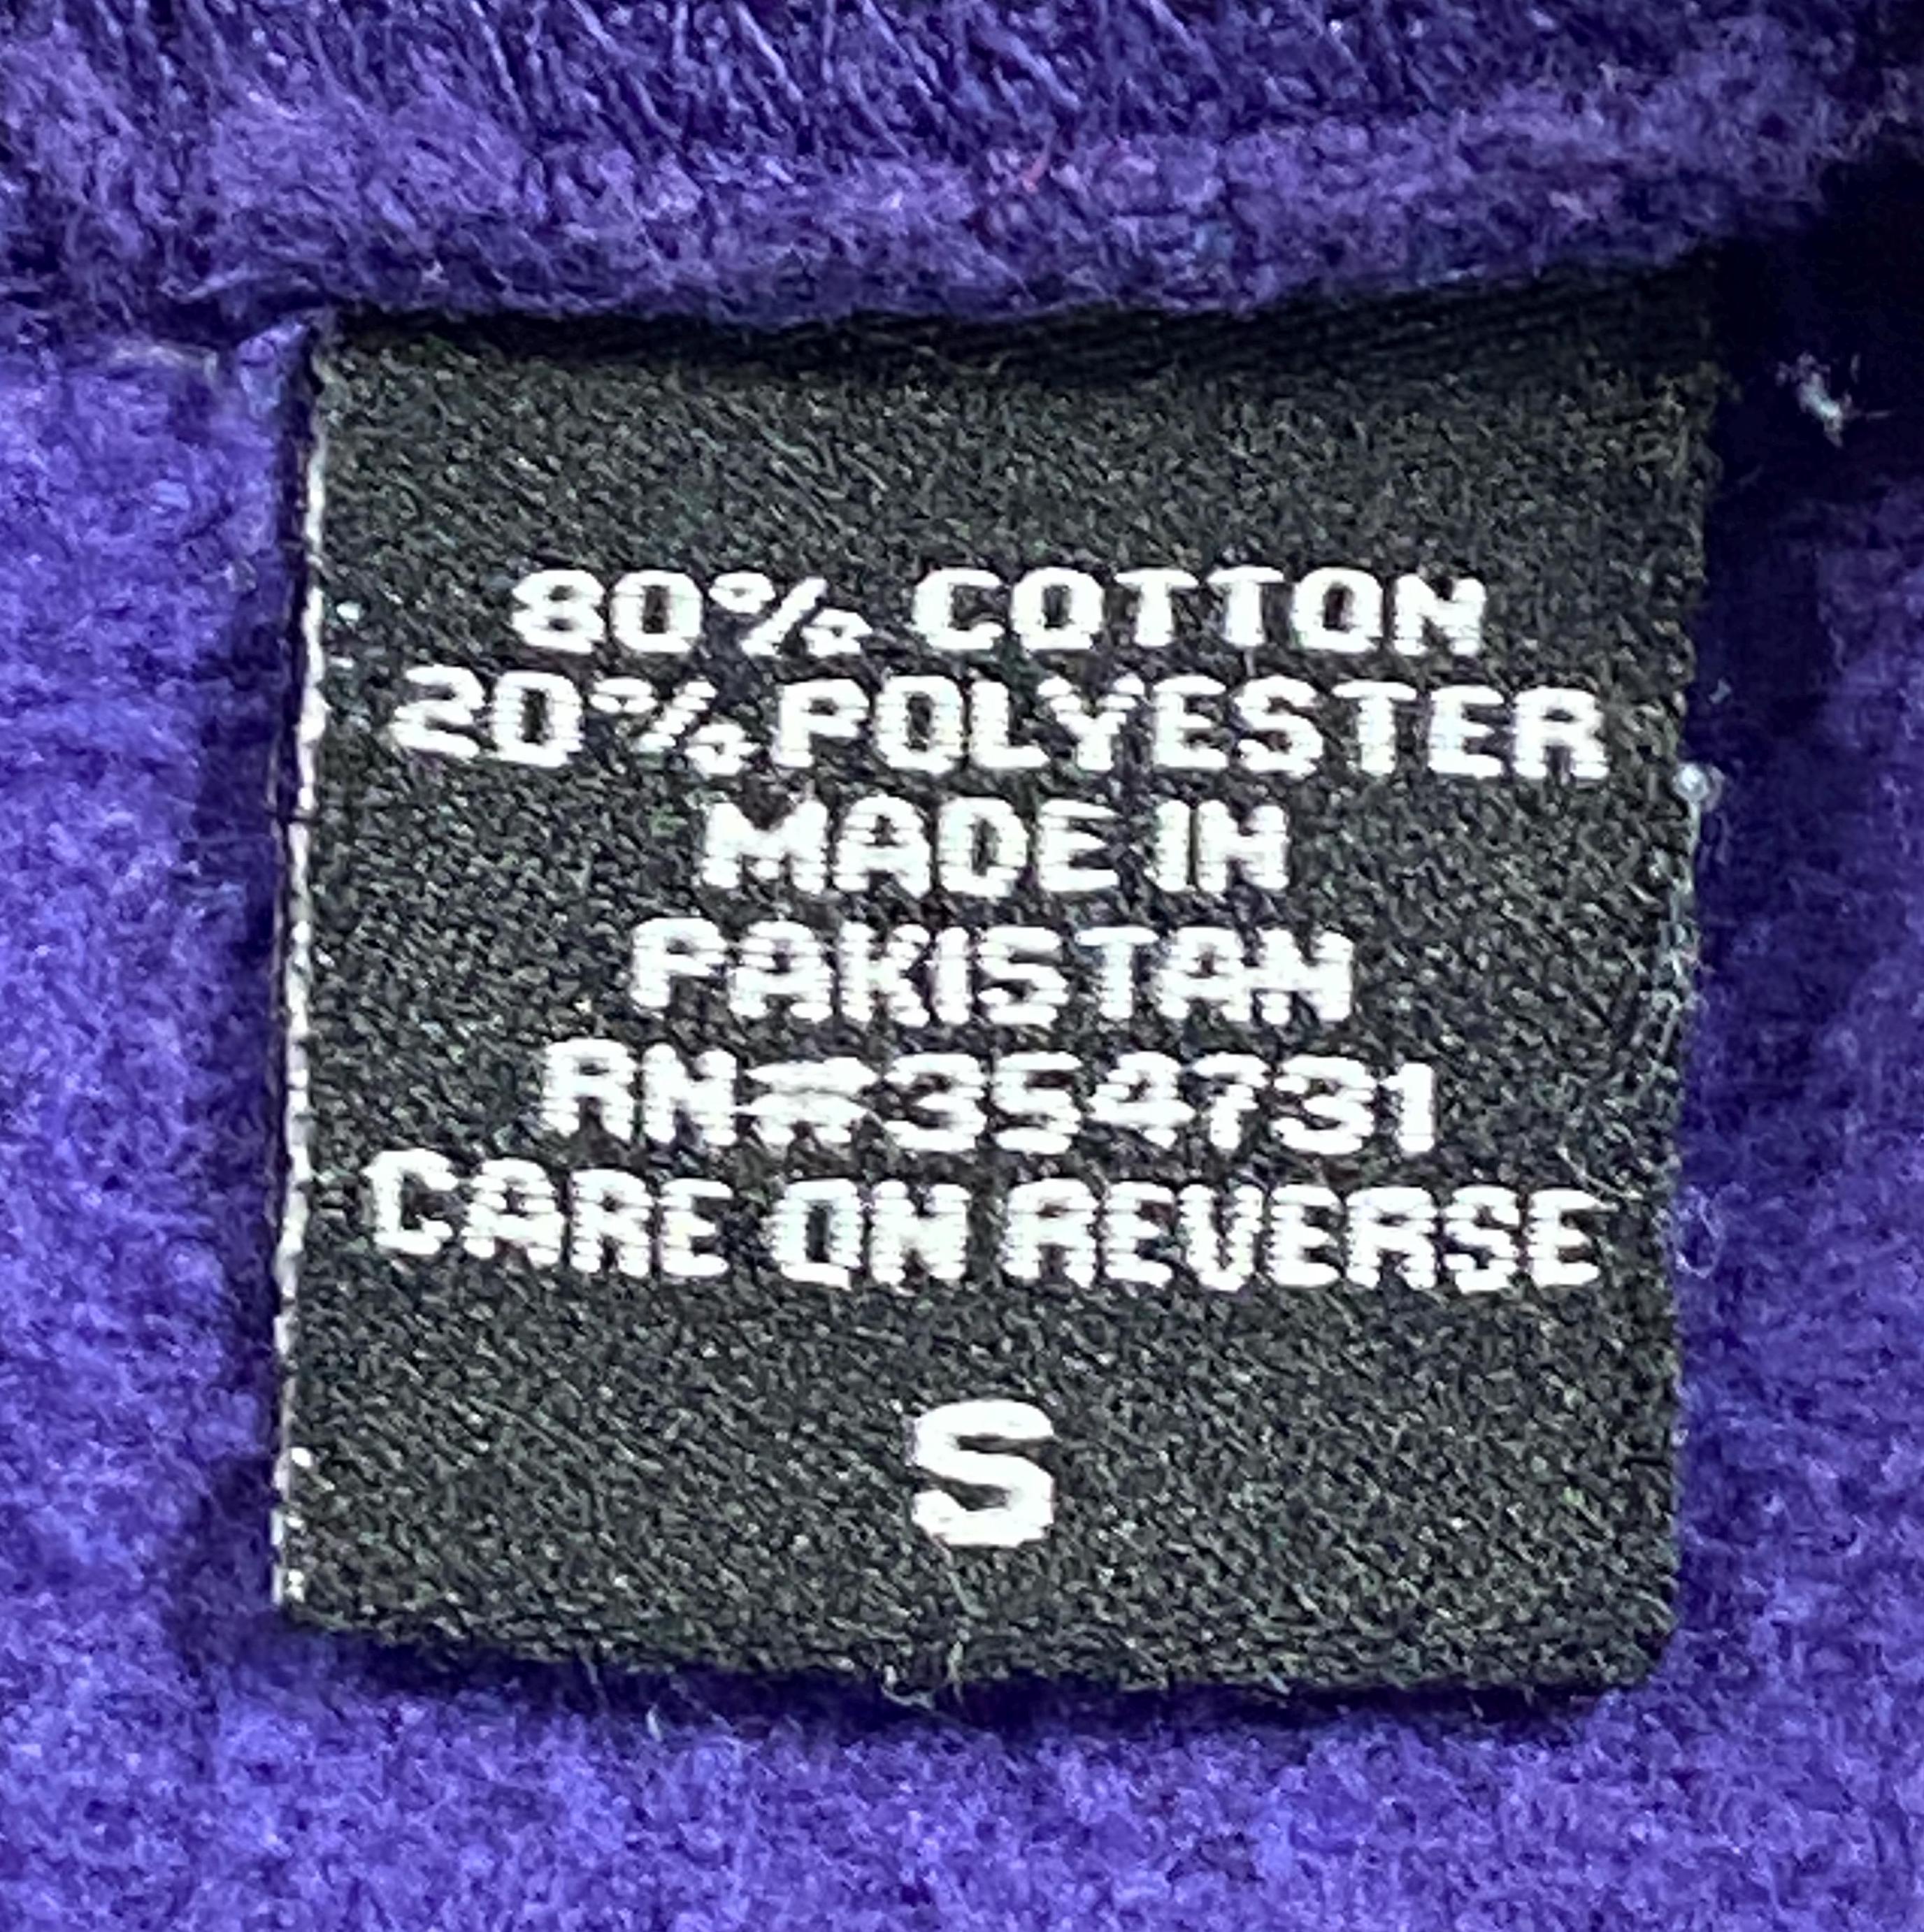 80% COTTON
20% POLYESTER
MADE IN
PAKISTAN
RN#354731
CARE ON REVERSE
S